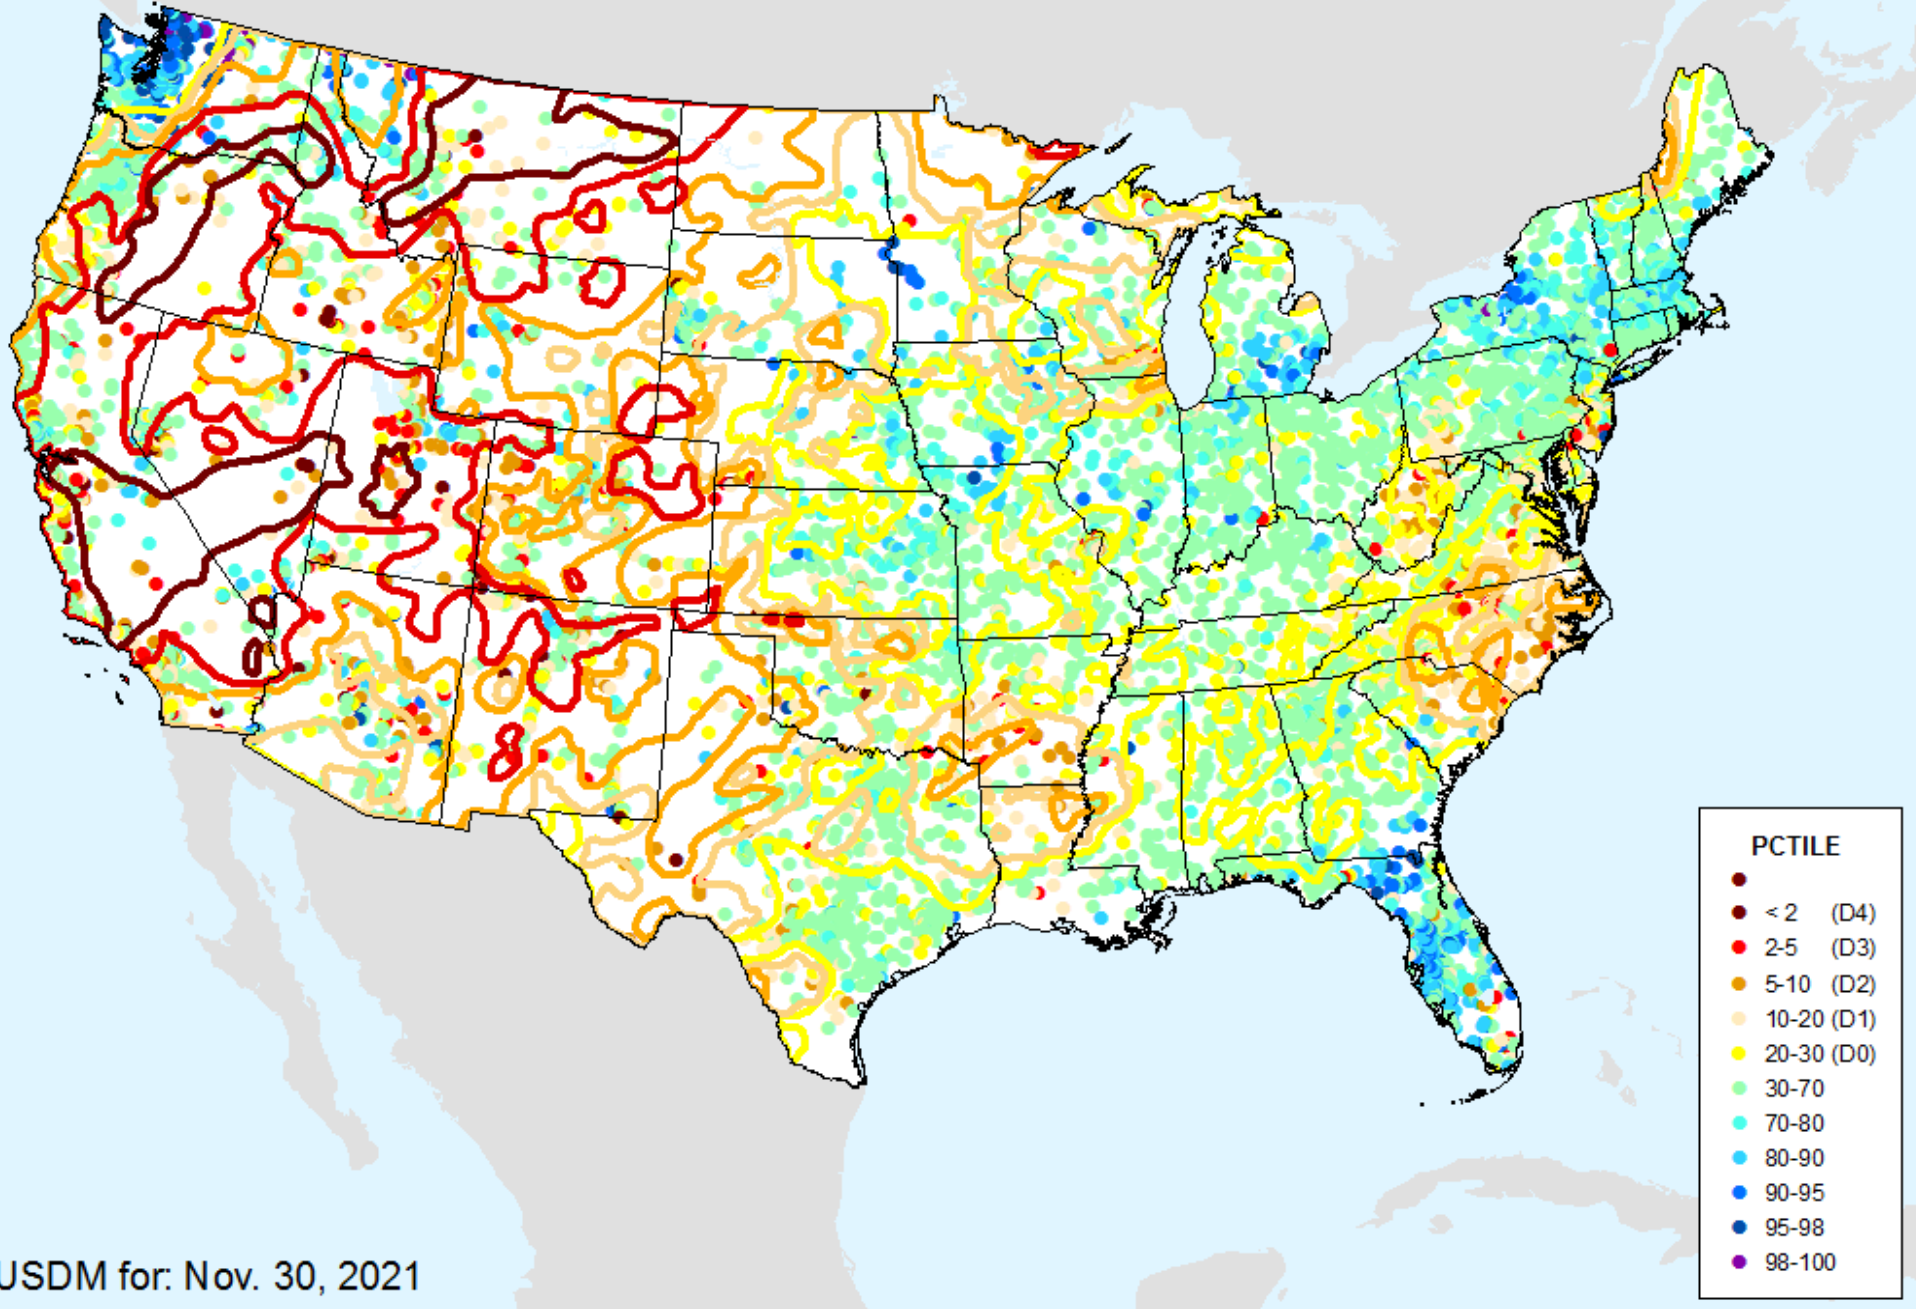 PCTILE
< 2 (D4)
2-5 (D3)
5-10 (D2)
10-20 (D1)
20-30 (D0)
30-70
70-80
80-90
90-95
95-98
98-100
USDM for: Nov. 30, 2021